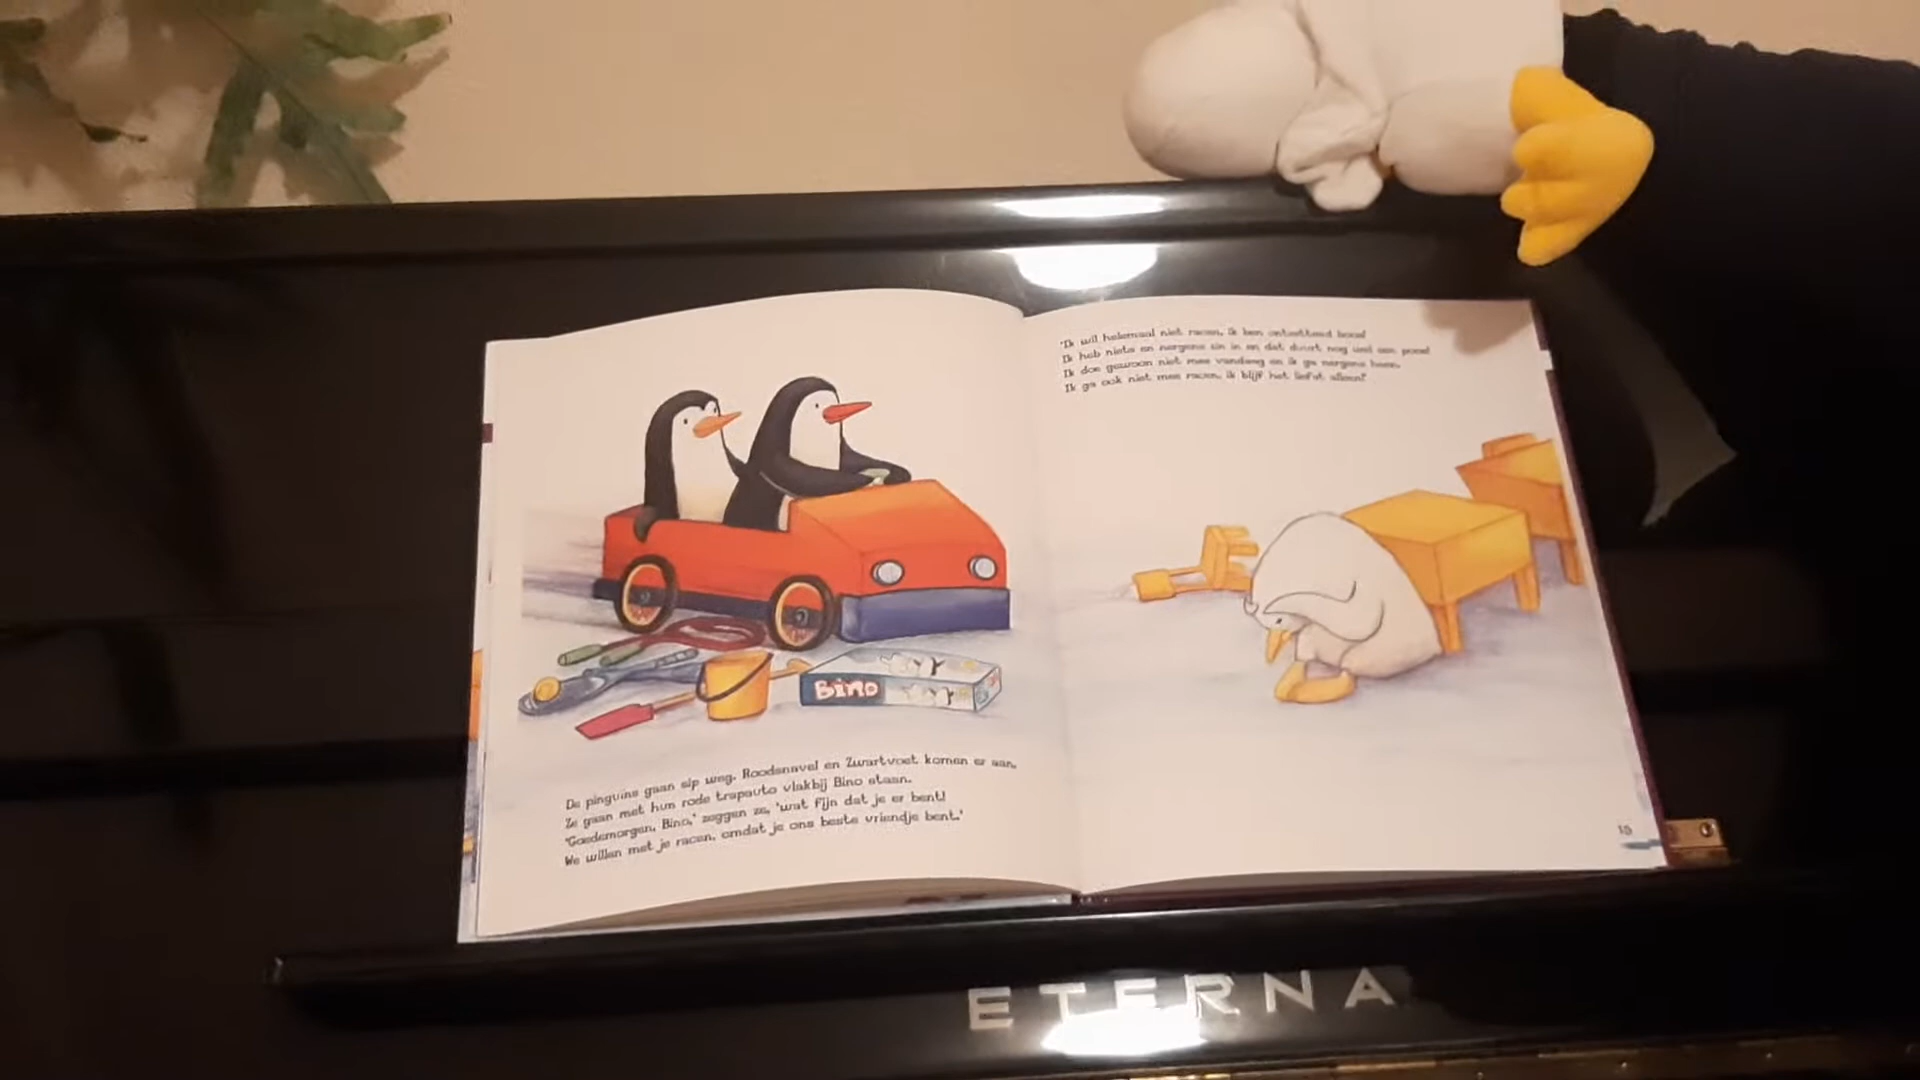 De pinguïns gaan sip weg. Roodsnavel en Zwartvoet komen er aan.
Ze gaan met hun rode trapauto vlakbij Bino staan.
'Goedemorgen, Bino,' zeggen ze, 'wat fijn dat je er bent!
We willen met je racen, omdat je ons beste vriendje bent.'
Bino
'Ik wil helemaal niet racen, ik ben ontzettend boos!
Ik heb niets en nergens zin in en dat duurt nog wel een poos!
Ik doe gewoon niet mee vandaag en ik ga nergens heen.
Ik ga ook niet mee racen, ik blijf het liefst alleen!'
15
ETERNA